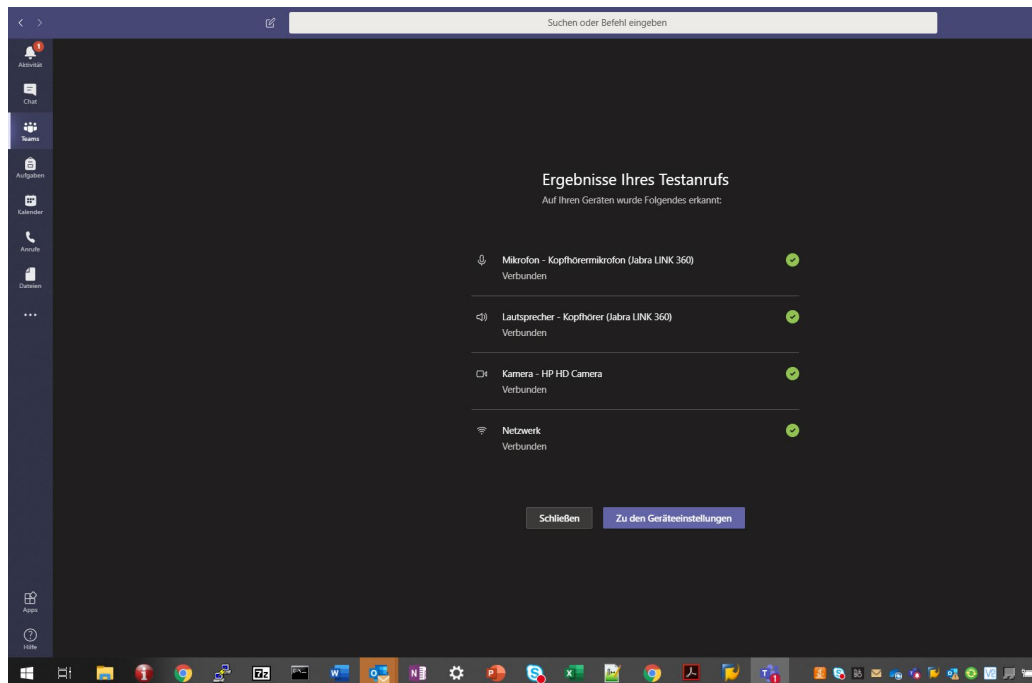 Suchen oder Befehl eingeben
1
Aktivität
Chat
Teams
Aufgaben
Kalender
Anrufe
Dateien
Ergebnisse Ihres Testanrufs
Auf Ihren Geräten wurde Folgendes erkannt:
Mikrofon - Kopfhörermikrofon (Jabra LINK 360)
Verbunden
Lautsprecher - Kopfhörer (Jabra LINK 360)
Verbunden
Kamera - HP HD Camera
Verbunden
Netzwerk
Verbunden
Schließen
Zu den Geräteeinstellungen
Apps
Hilfe